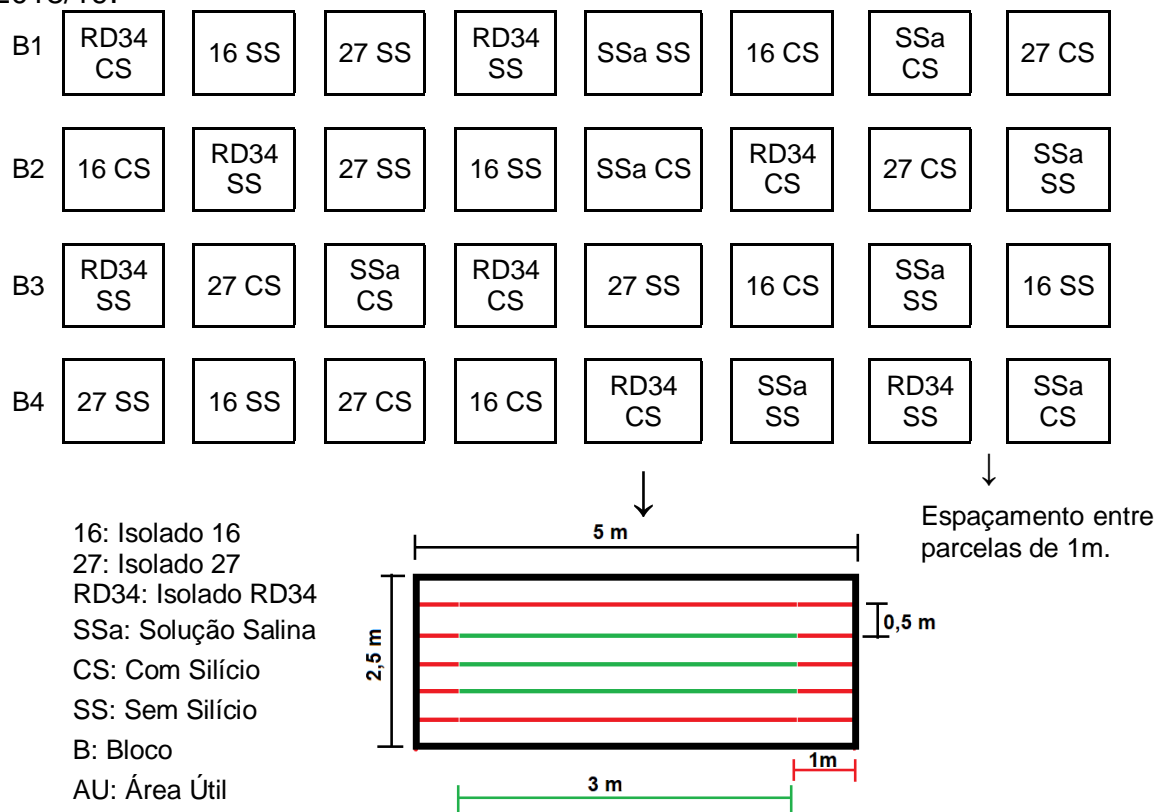 B1 RD34 CS 16 SS 27 SS RD34 SS SSa SS 16 CS SSa CS 27 CS
B2 16 CS RD34 SS 27 SS 16 SS SSa CS RD34 CS 27 CS SSa SS
B3 RD34 SS 27 CS SSa CS RD34 CS 27 SS 16 CS SSa SS 16 SS
B4 27 SS 16 SS 27 CS 16 CS RD34 CS SSa SS RD34 SS SSa CS
↓ ↓
Espaçamento entre
parcelas de 1m.
16: Isolado 16
27: Isolado 27
RD34: Isolado RD34
SSa: Solução Salina
CS: Com Silício
SS: Sem Silício
B: Bloco
AU: Área Útil
5 m
2,5 m
0,5 m
1m
3 m